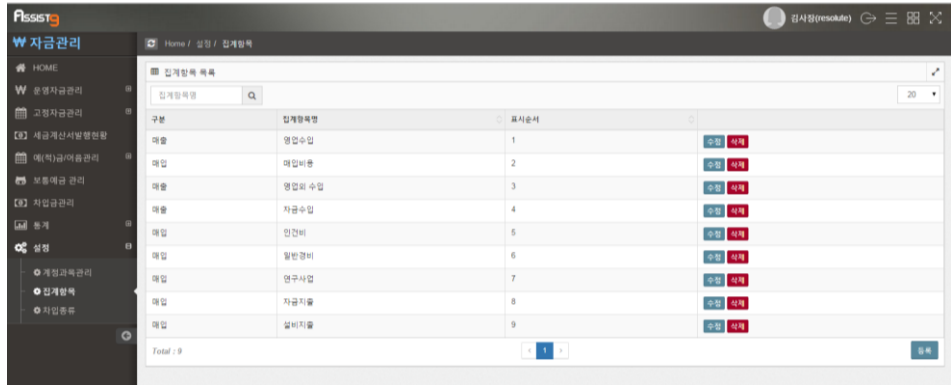 Assist9
김사장(resolute)
₩ 자금관리
Home / 설정 / 집계항목
HOME
운영자금관리
고정자금관리
세금계산서발행현황
예(적)금/어음관리
보통예금 관리
차입금관리
통계
설정
계정과목관리
집계항목
차입종류
집계항목 목록
집계항목명
20
구분 집계항목명 표시순서
매출 영업수입 1 수정 삭제
매입 매입비용 2 수정 삭제
매출 영업외 수입 3 수정 삭제
매출 자금수입 4 수정 삭제
매입 인건비 5 수정 삭제
매입 일반경비 6 수정 삭제
매입 연구사업 7 수정 삭제
매입 자금지출 8 수정 삭제
매입 설비지출 9 수정 삭제
Total : 9
1
등록